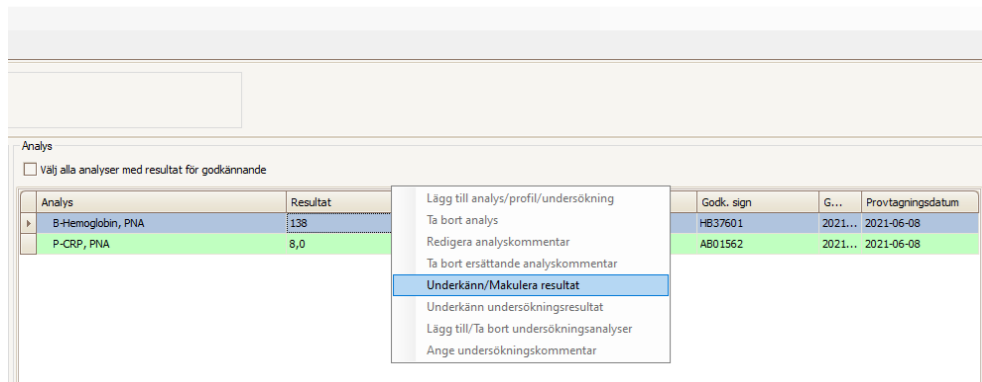 Analys
Välj alla analyser med resultat för godkännande
Analys Resultat Godk. sign G... Provtagningsdatum
B-Hemoglobin, PNA 138 HB37601 2021... 2021-06-08
P-CRP, PNA 8,0 AB01562 2021... 2021-06-08
Lägg till analys/profil/undersökning
Ta bort analys
Redigera analyskommentar
Ta bort ersättande analyskommentar
Underkänn/Makulera resultat
Underkänn undersökningsresultat
Lägg till/Ta bort undersökningsanalyser
Ange undersökningskommentar